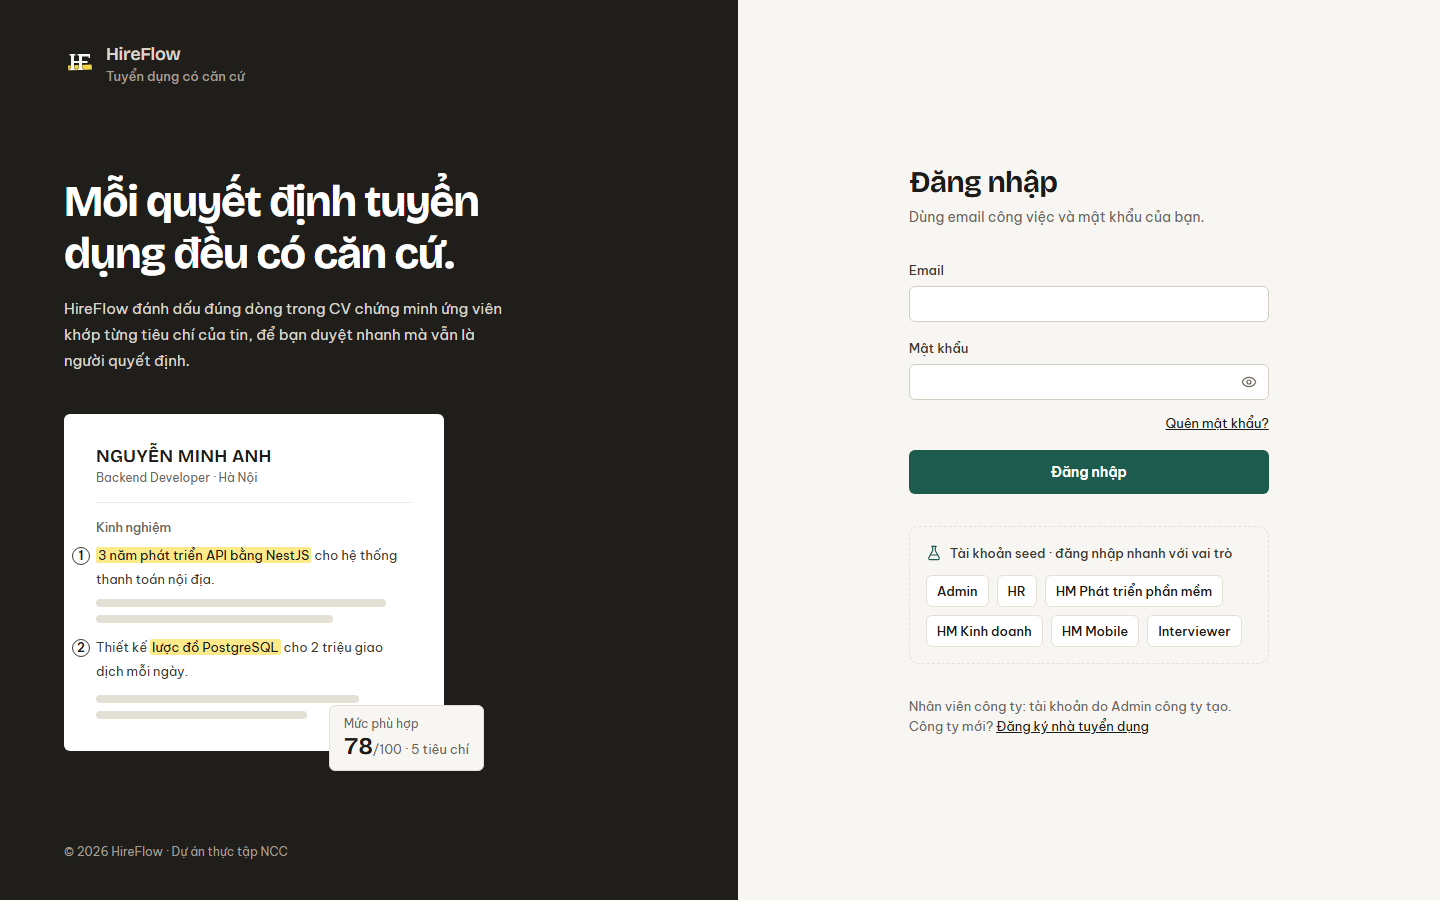 HF
HireFlow
Tuyển dụng có căn cứ
Mỗi quyết định tuyển
dụng đều có căn cứ.
HireFlow đánh dấu đúng dòng trong CV chứng minh ứng viên
khớp từng tiêu chí của tin, để bạn duyệt nhanh mà vẫn là
người quyết định.
NGUYỄN MINH ANH
Backend Developer · Hà Nội
Kinh nghiệm
1 3 năm phát triển API bằng NestJS cho hệ thống
thanh toán nội địa.
2 Thiết kế lược đồ PostgreSQL cho 2 triệu giao
dịch mỗi ngày.
Mức phù hợp
78/100 · 5 tiêu chí
© 2026 HireFlow · Dự án thực tập NCC
Đăng nhập
Dùng email công việc và mật khẩu của bạn.
Email
Mật khẩu
Quên mật khẩu?
Đăng nhập
Tài khoản seed · đăng nhập nhanh với vai trò
Admin HR HM Phát triển phần mềm
HM Kinh doanh HM Mobile Interviewer
Nhân viên công ty: tài khoản do Admin công ty tạo.
Công ty mới? Đăng ký nhà tuyển dụng